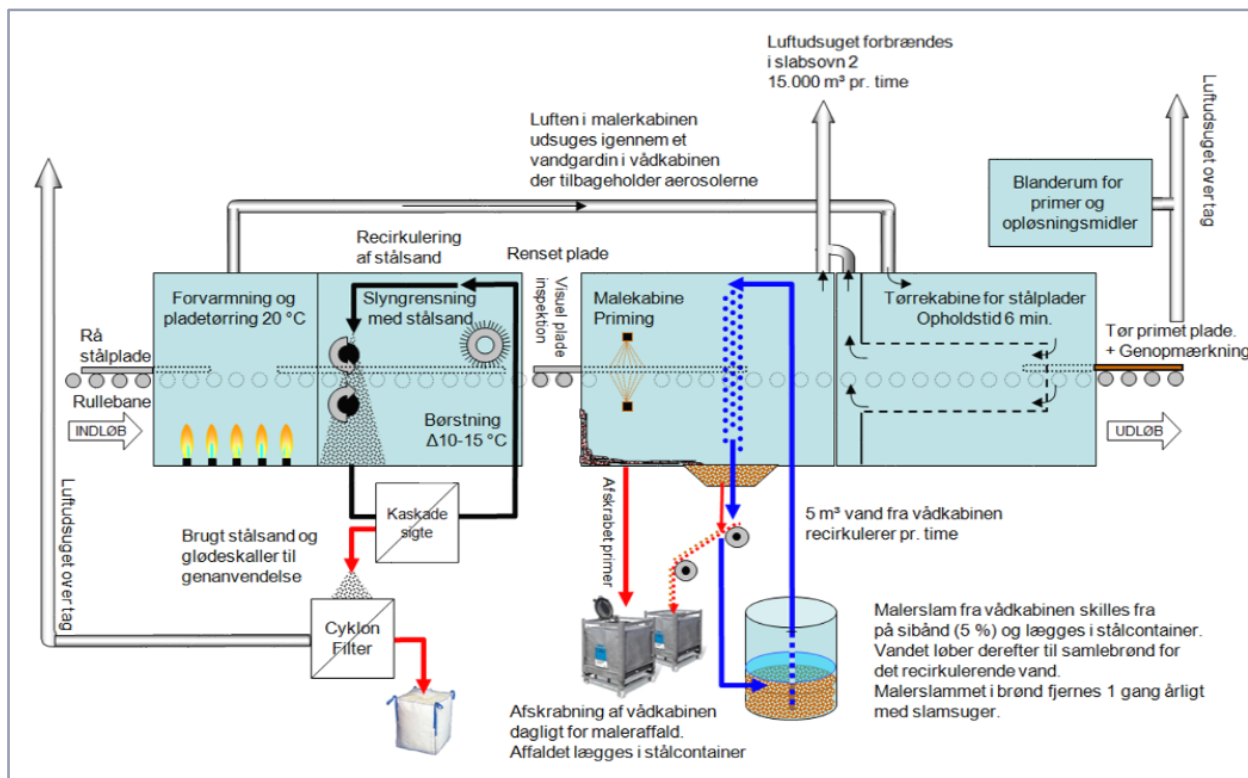 Luftudsuget forbrændes
i slabsovn 2
15.000 m³ pr. time
Luftudsuget over tag
Luften i malerkabinen
udsuges igennem et
vandgardin i vådkabinen
der tilbageholder aerosolerne
Blanderum for
primer og
opløsningsmidler
Recirkulering
af stålsand
Renset plade
Visuel plade
inspektion
Forvarmning og
pladetørring 20 °C
Slyngrensning
med stålsand
Malekabine
Priming
Tørrekabine for stålplader
Opholdstid 6 min.
Rå
stålplade
Rullebane
INDLØB
Tør primet plade.
+ Genopmærkning
UDLØB
Børstning
Δ10-15 °C
Luftudsuget over tag
Kaskade
sigte
Brugt stålsand og
glødeskaller til
genanvendelse
Afskrabet primer
5 m³ vand fra vådkabinen
recirkulerer pr. time
Cyklon
Filter
Malerslam fra vådkabinen skilles fra
på sibånd (5 %) og lægges i stålcontainer.
Vandet løber derefter til samlebrønd for
det recirkulerende vand.
Malerslammet i brønd fjernes 1 gang årligt
med slamsuger.
Afskrabning af vådkabinen
dagligt for maleraffald.
Affaldet lægges i stålcontainer